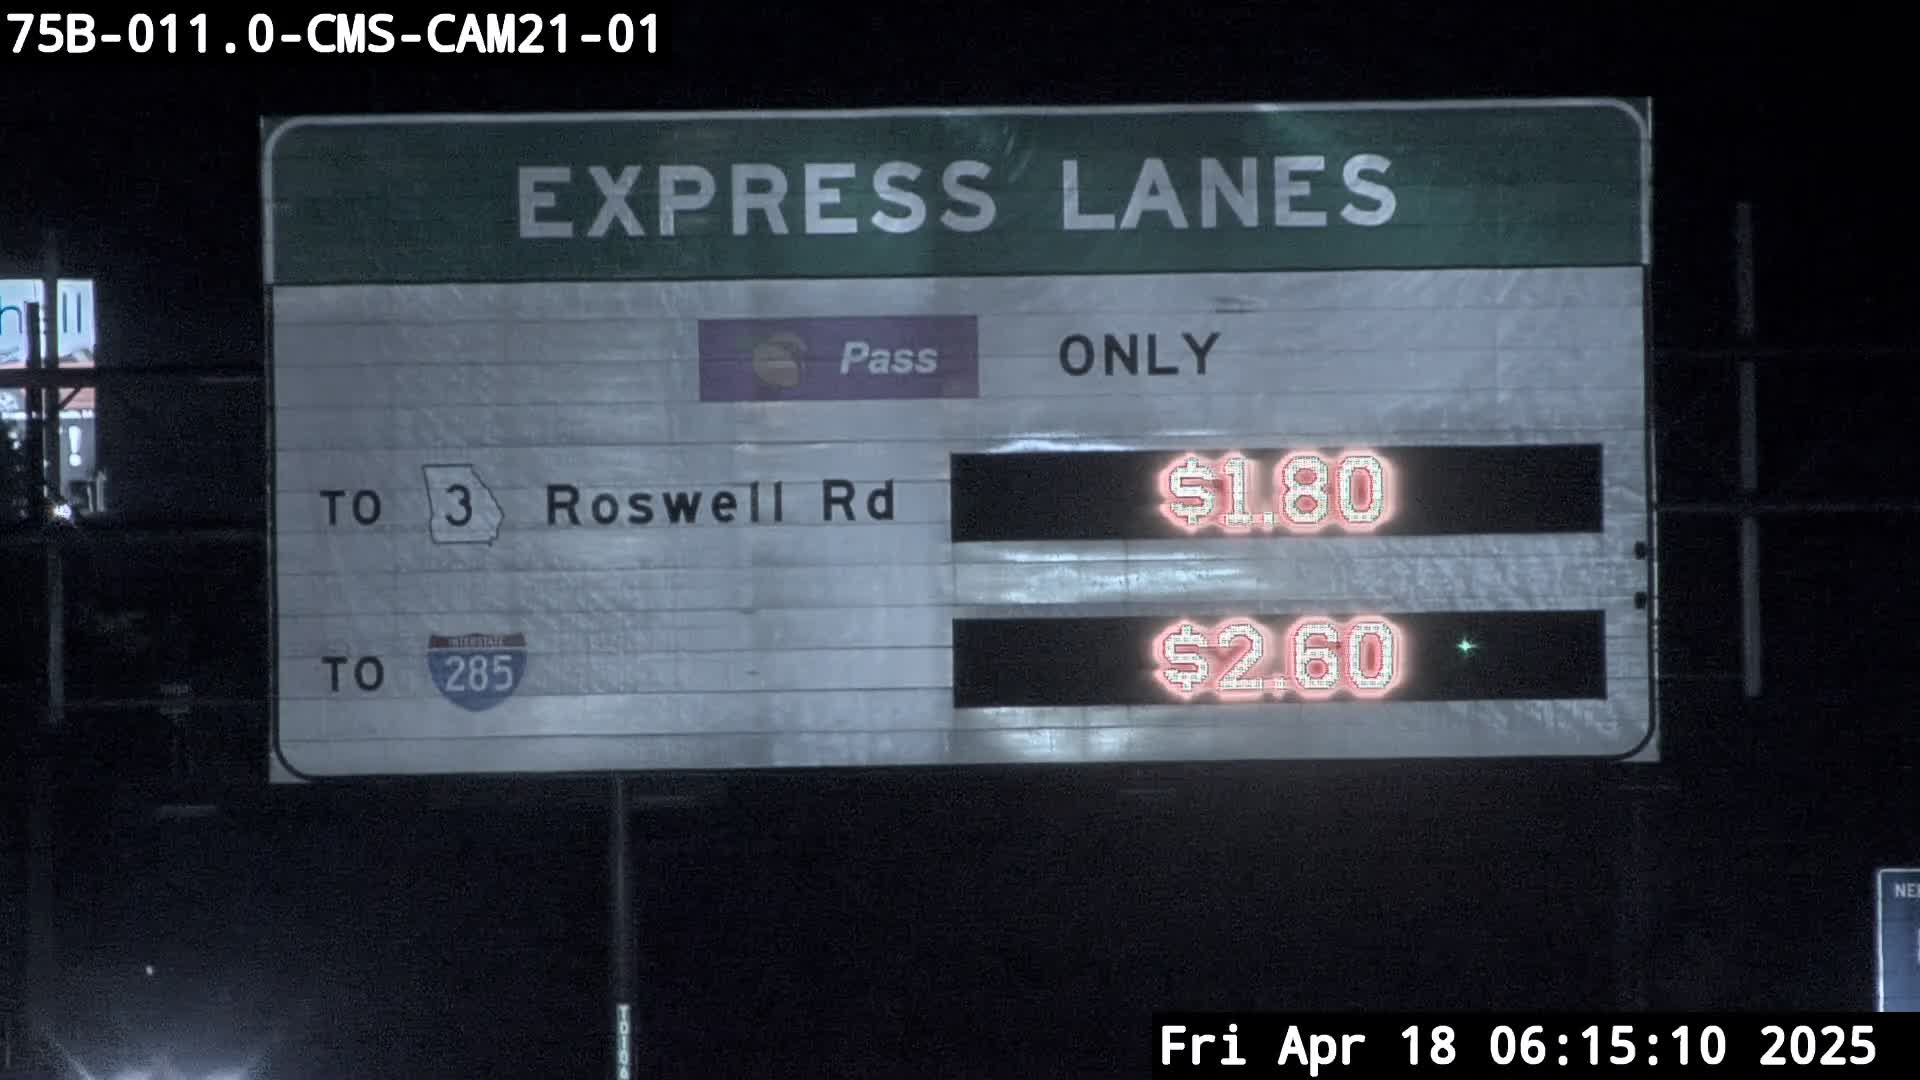 75B-011.0-CMS-CAM21-01
EXPRESS LANES
Pass ONLY
TO 3 Roswell Rd $1.80
TO INTERSTATE 285 $2.60
Fri Apr 18 06:15:10 2025